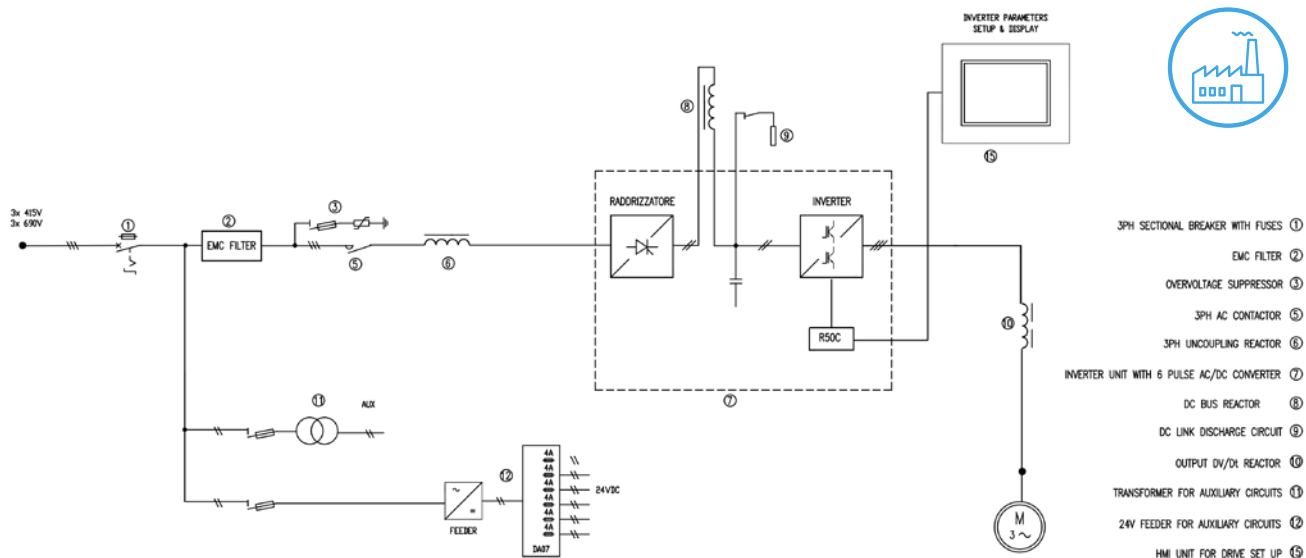 INVERTER PARAMETERS
SETUP & DISPLAY
15
8
9
3x 415V
3x 690V
1
2
EMC FILTER
3
5
6
RADDRIZZATORE
INVERTER
R50C
7
10
11
AUX
12
FEEDER
4A
4A
4A
4A
4A
4A
24VDC
DA07
M
3 ~
3PH SECTIONAL BREAKER WITH FUSES 1
EMC FILTER 2
OVERVOLTAGE SUPPRESSOR 3
3PH AC CONTACTOR 5
3PH UNCOUPLING REACTOR 6
INVERTER UNIT WITH 6 PULSE AC/DC CONVERTER 7
DC BUS REACTOR 8
DC LINK DISCHARGE CIRCUIT 9
OUTPUT DV/Dt REACTOR 10
TRANSFORMER FOR AUXILIARY CIRCUITS 11
24V FEEDER FOR AUXILIARY CIRCUITS 12
HMI UNIT FOR DRIVE SET UP 15